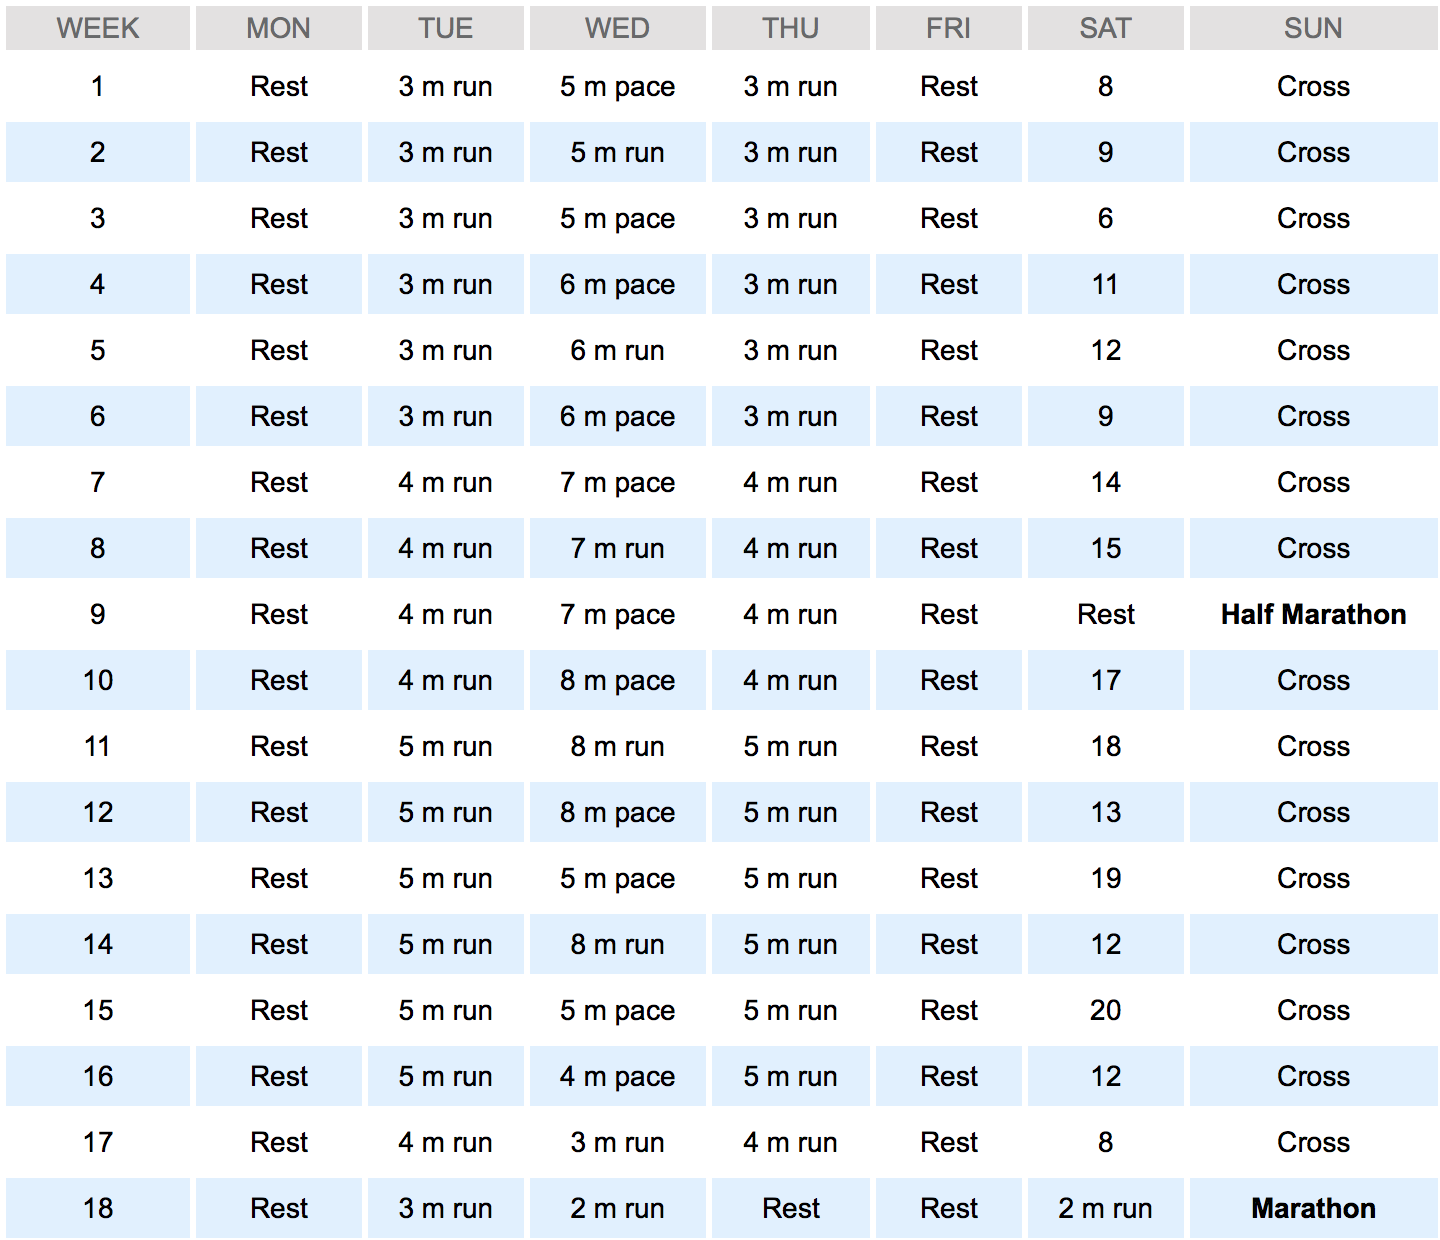 WEEK MON TUE WED THU FRI SAT SUN
1 Rest 3 m run 5 m pace 3 m run Rest 8 Cross
2 Rest 3 m run 5 m run 3 m run Rest 9 Cross
3 Rest 3 m run 5 m pace 3 m run Rest 6 Cross
4 Rest 3 m run 6 m pace 3 m run Rest 11 Cross
5 Rest 3 m run 6 m run 3 m run Rest 12 Cross
6 Rest 3 m run 6 m pace 3 m run Rest 9 Cross
7 Rest 4 m run 7 m pace 4 m run Rest 14 Cross
8 Rest 4 m run 7 m run 4 m run Rest 15 Cross
9 Rest 4 m run 7 m pace 4 m run Rest Rest Half Marathon
10 Rest 4 m run 8 m pace 4 m run Rest 17 Cross
11 Rest 5 m run 8 m run 5 m run Rest 18 Cross
12 Rest 5 m run 8 m pace 5 m run Rest 13 Cross
13 Rest 5 m run 5 m pace 5 m run Rest 19 Cross
14 Rest 5 m run 8 m run 5 m run Rest 12 Cross
15 Rest 5 m run 5 m pace 5 m run Rest 20 Cross
16 Rest 5 m run 4 m pace 5 m run Rest 12 Cross
17 Rest 4 m run 3 m run 4 m run Rest 8 Cross
18 Rest 3 m run 2 m run Rest Rest 2 m run Marathon